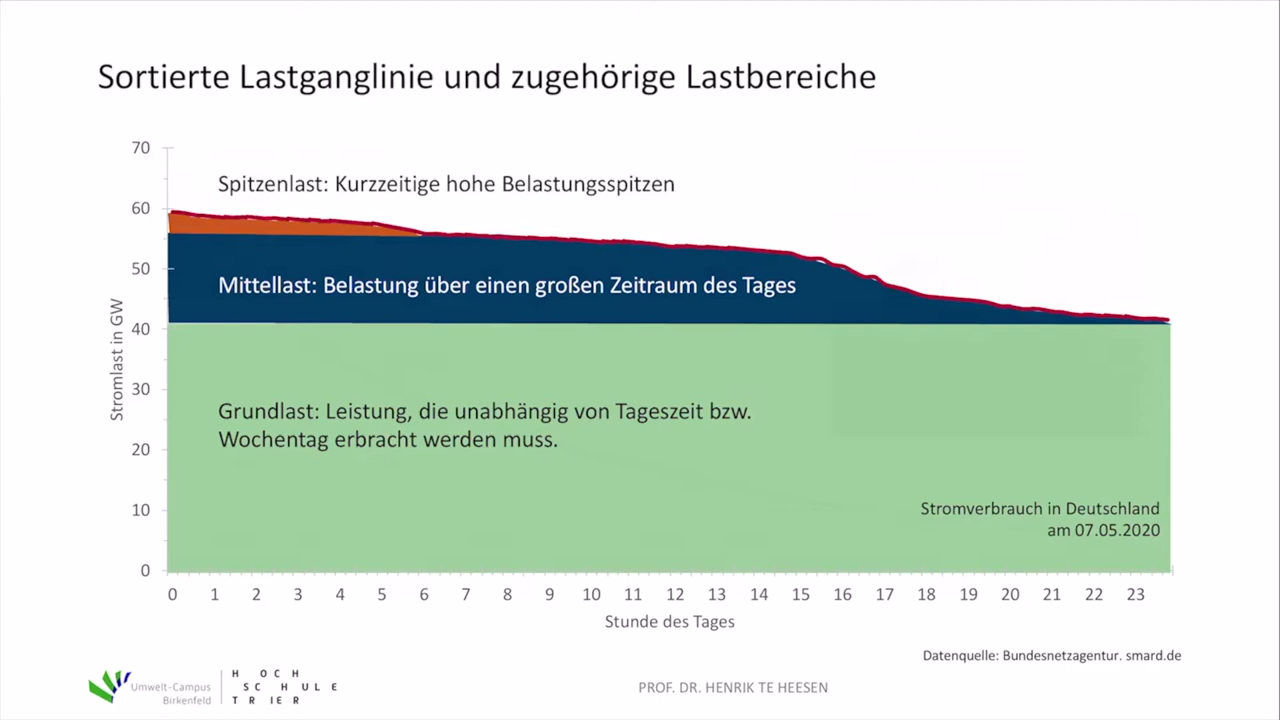 Sortierte Lastganglinie und zugehörige Lastbereiche
70
60
50
40
30
20
10
0
Stromlast in GW
Spitzenlast: Kurzzeitige hohe Belastungsspitzen
Mittellast: Belastung über einen großen Zeitraum des Tages
Grundlast: Leistung, die unabhängig von Tageszeit bzw.
Wochentag erbracht werden muss.
Stromverbrauch in Deutschland
am 07.05.2020
0 1 2 3 4 5 6 7 8 9 10 11 12 13 14 15 16 17 18 19 20 21 22 23
Stunde des Tages
Datenquelle: Bundesnetzagentur. smard.de
Umwelt-Campus
Birkenfeld
H O C H
S C H U L E
T R I E R
PROF. DR. HENRIK TE HEESEN